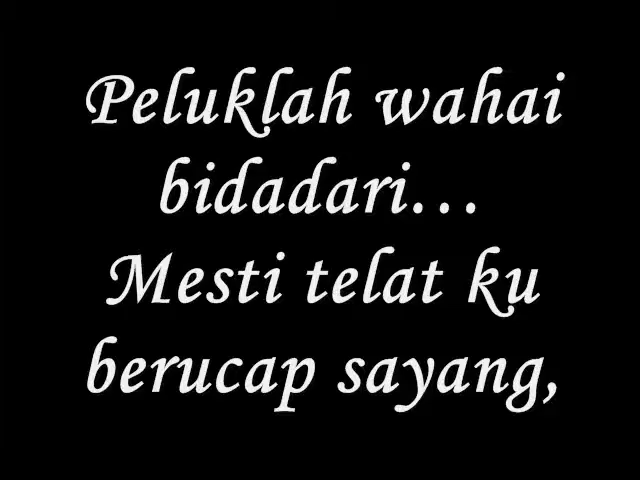 Peluklah wahai
bidadari...
Mesti telat ku
berucap sayang,